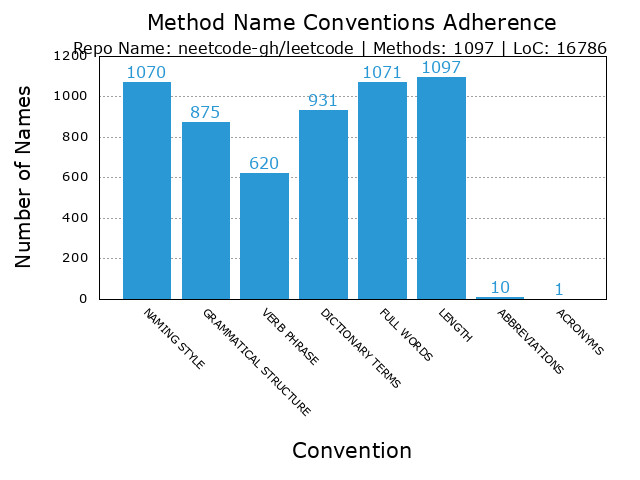 Method Name Conventions Adherence
Repo Name: neetcode-gh/leetcode | Methods: 1097 | LoC: 16786
Number of Names
1200
1000
800
600
400
200
0
1070
875
620
931
1071
1097
10
1
NAMING STYLE
GRAMMATICAL STRUCTURE
VERB PHRASE
DICTIONARY TERMS
FULL WORDS
LENGTH
ABBREVIATIONS
ACRONYMS
Convention